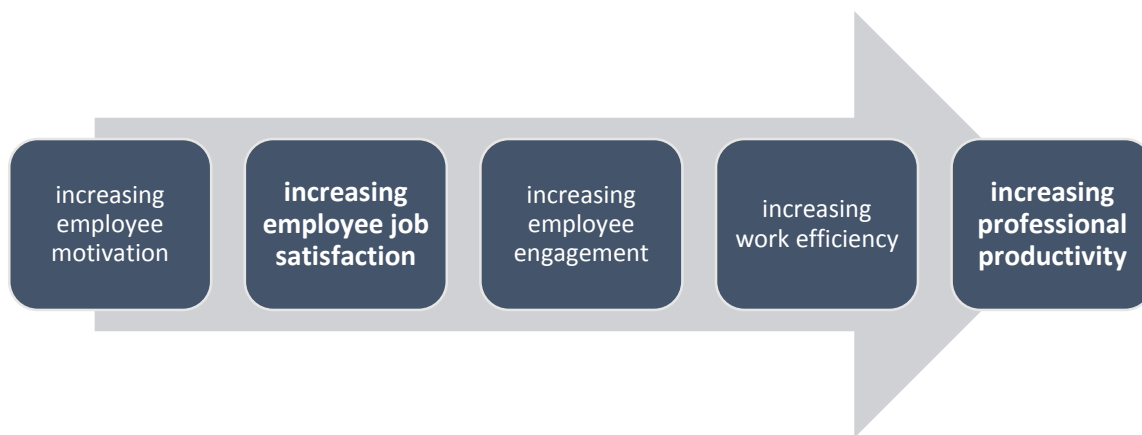 increasing
employee
motivation
increasing
employee job
satisfaction
increasing
employee
engagement
increasing
work efficiency
increasing
professional
productivity